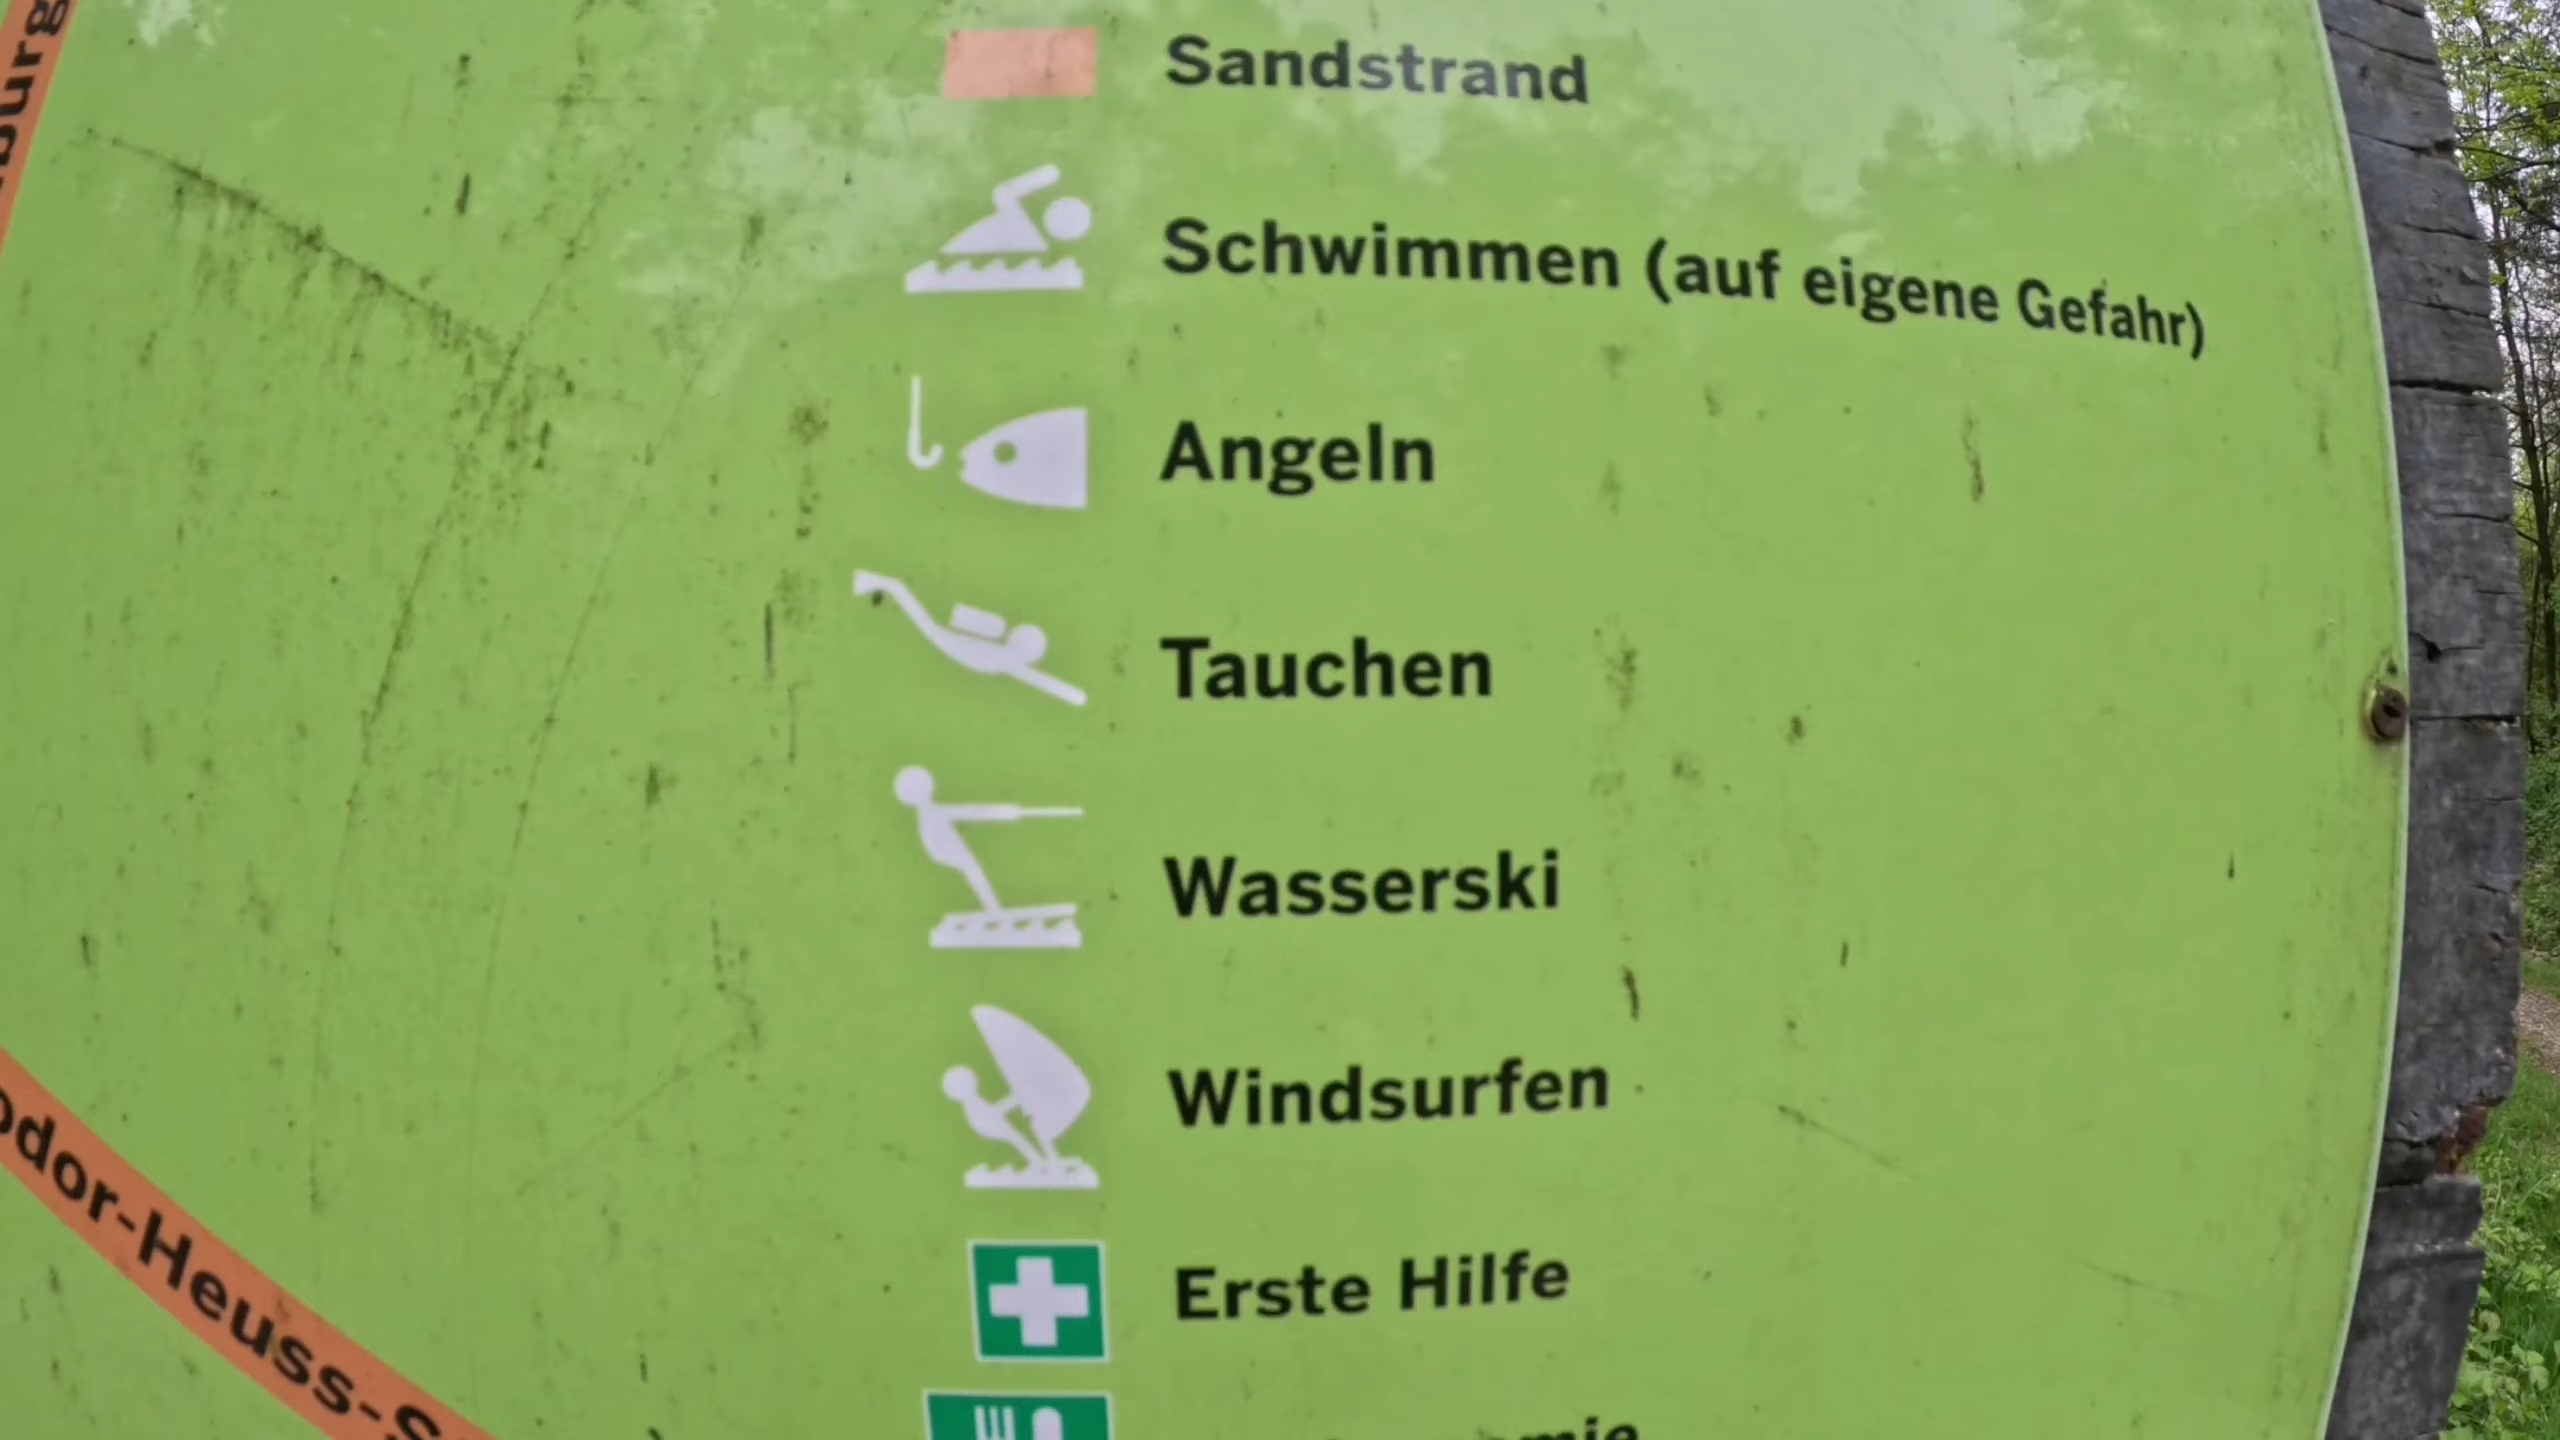 Sandstrand
Schwimmen (auf eigene Gefahr)
Angeln
Tauchen
Wasserski
Windsurfen
Erste Hilfe
odor-Heuss-S